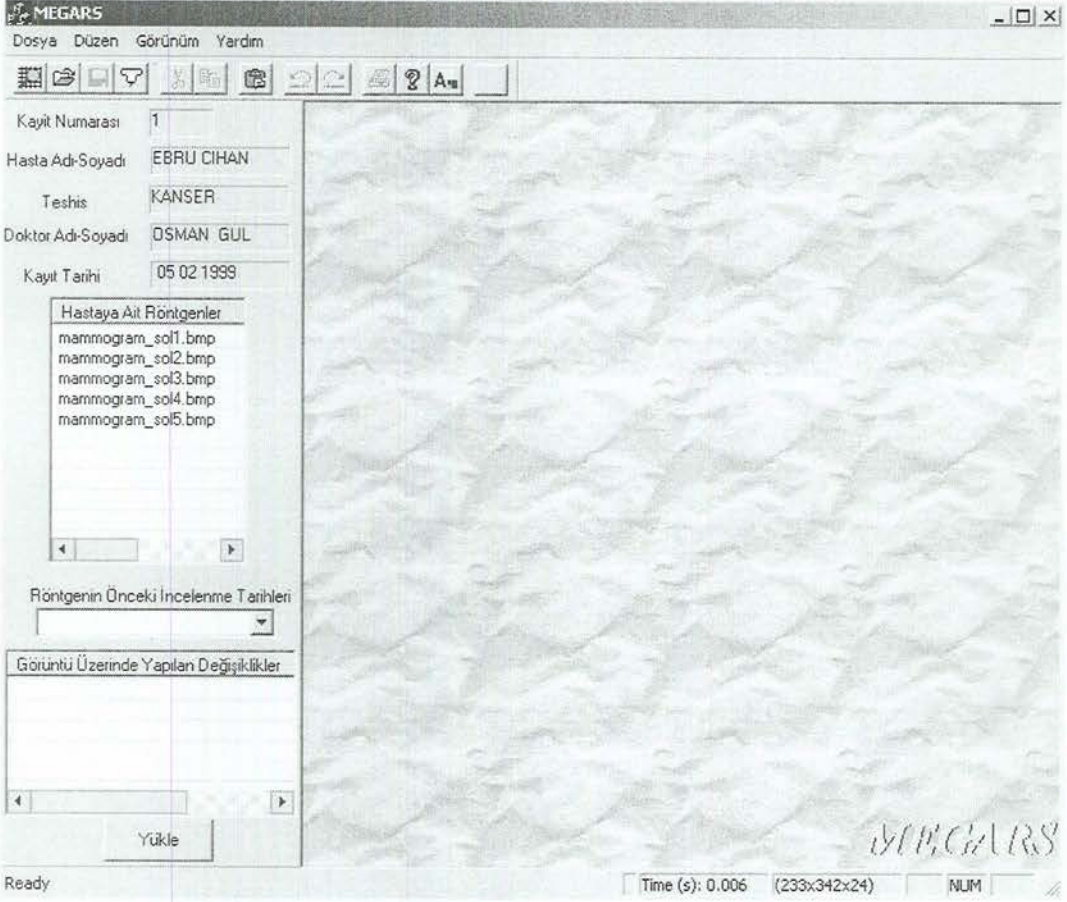 MEGARS
Dosya Düzen Görünüm Yardım
Kayit Numarası 1
Hasta Adı-Soyadı EBRU CIHAN
Teshis KANSER
Doktor Adı-Soyadı OSMAN GUL
Kayıt Tarihi 05 02 1999
Hastaya Ait Röntgenler
mammogram_sol1.bmp
mammogram_sol2.bmp
mammogram_sol3.bmp
mammogram_sol4.bmp
mammogram_sol5.bmp
Röntgenin Önceki İncelenme Tarihleri
Görüntü Üzerinde Yapılan Değişiklikler
Yükle
MEGARS
Ready Time (s): 0.006 (233x342x24) NUM